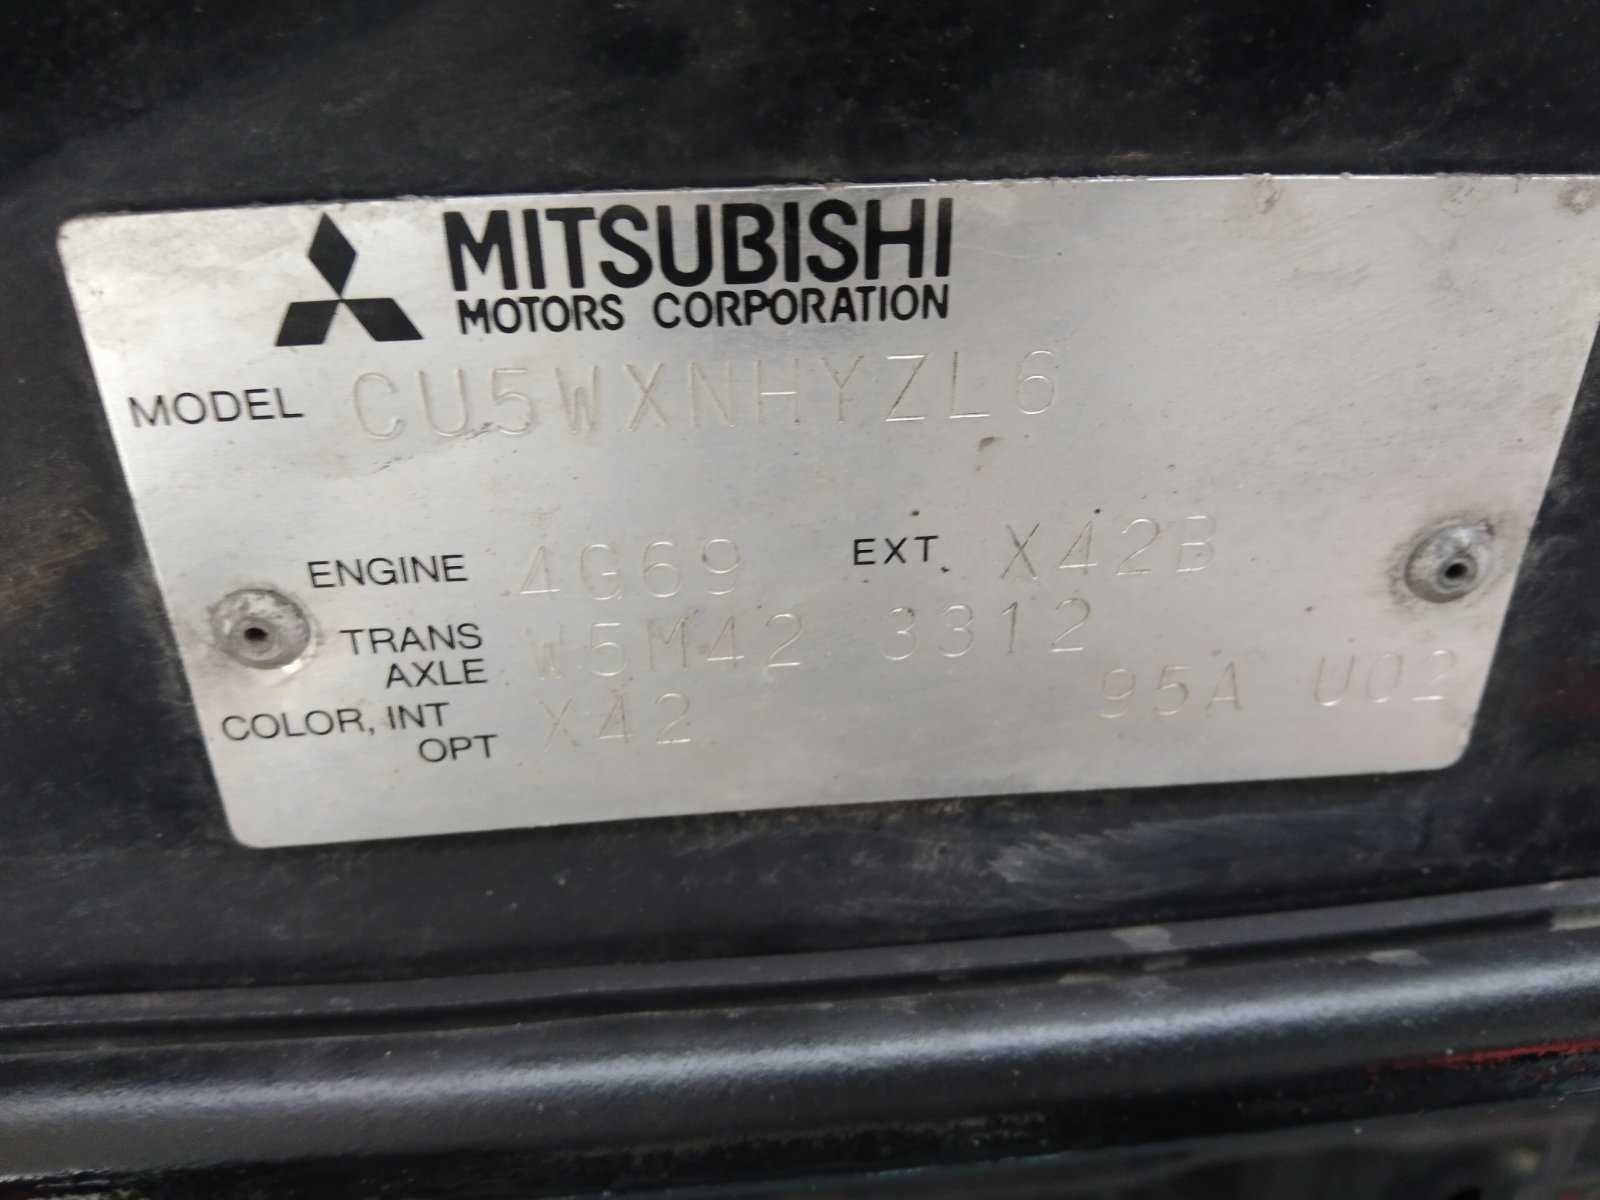 MITSUBISHI
MOTORS CORPORATION
MODEL CU5WXNHYZL6
ENGINE 4G69 EXT X42B
TRANS AXLE W5M42 3312
COLOR, INT OPT X42 95A U02